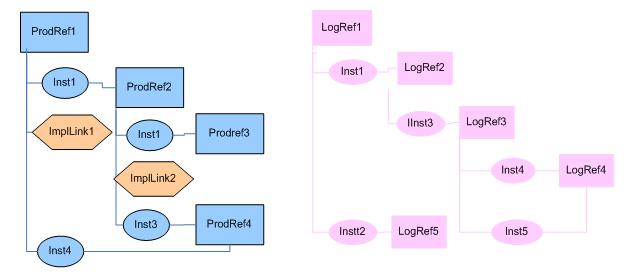 ProdRef1
Inst1
ProdRef2
ImplLink1
Inst1
Prodref3
ImplLink2
Inst3
ProdRef4
Inst4
LogRef1
Inst1
LogRef2
IInst3
LogRef3
Inst4
LogRef4
Instt2
LogRef5
Inst5